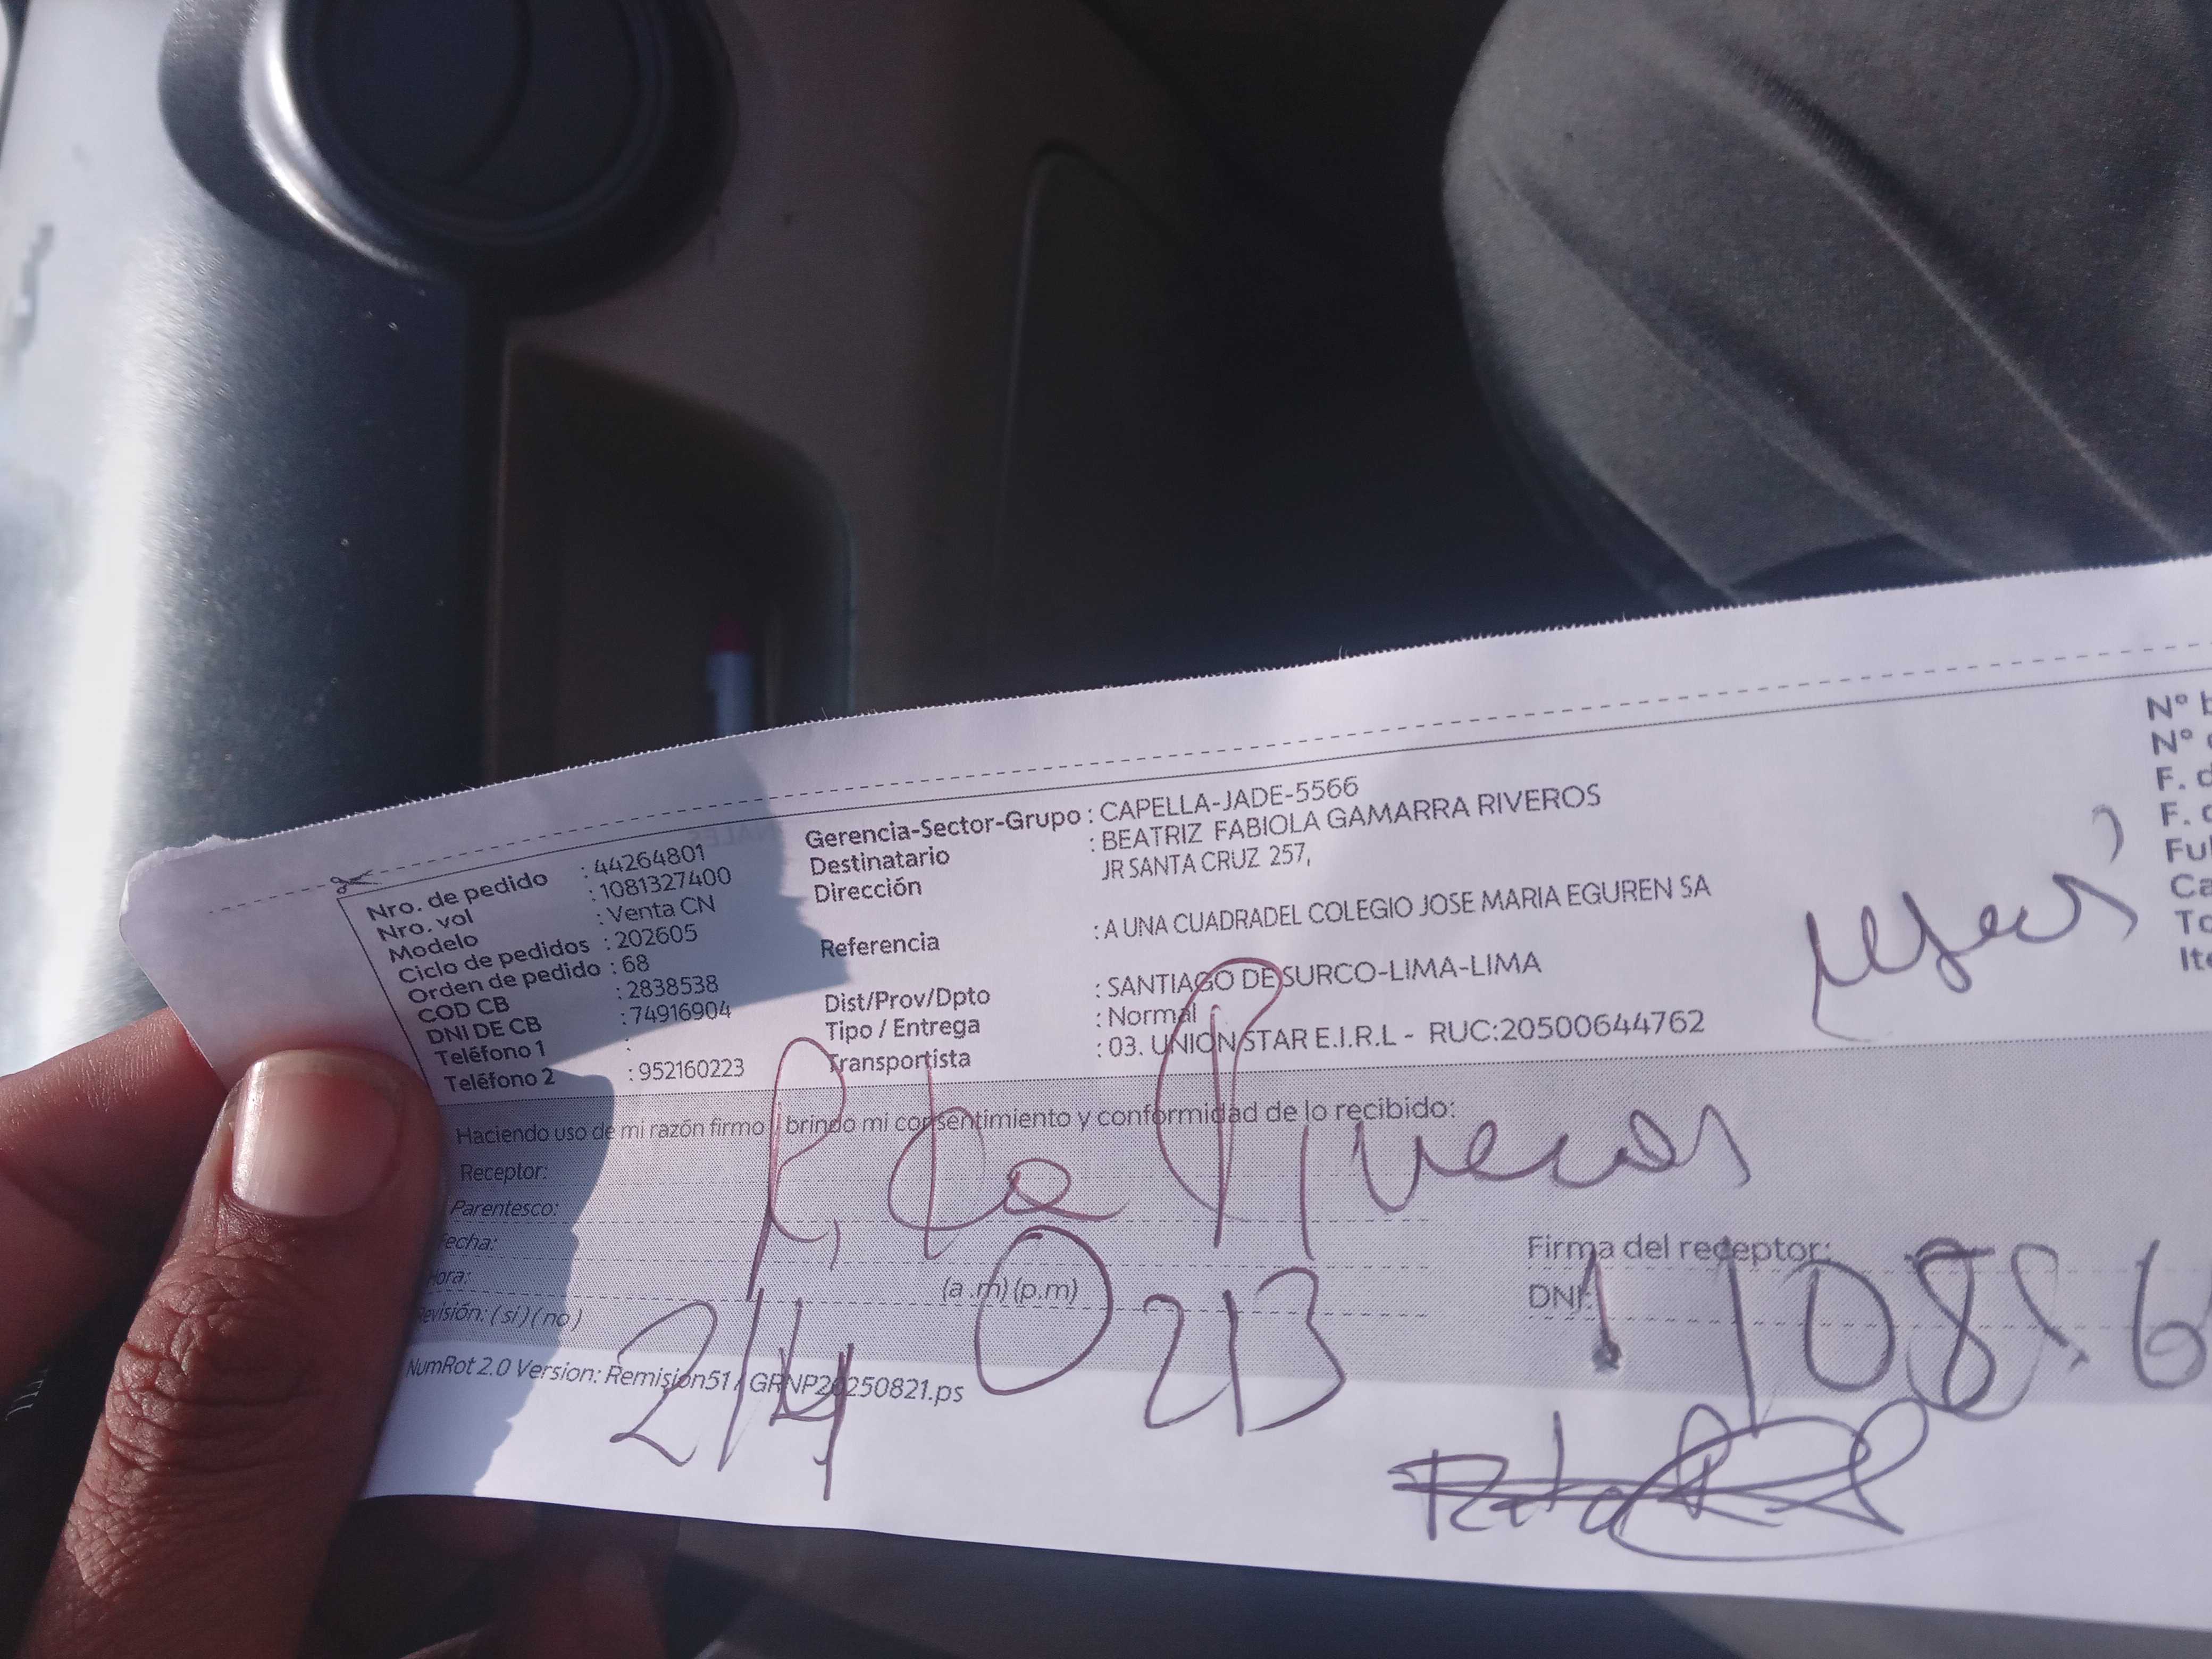 Nro. de pedido : 44264801
Nro. vol : 1081327400
Modelo : Venta CN
Ciclo de pedidos : 202605
Orden de pedido : 68
COD CB : 2838538
DNI DE CB : 74916904
Teléfono 1 :
Teléfono 2 : 952160223
Gerencia-Sector-Grupo : CAPELLA-JADE-5566
Destinatario : BEATRIZ FABIOLA GAMARRA RIVEROS
Dirección JR SANTA CRUZ 257,
Referencia : A UNA CUADRADEL COLEGIO JOSE MARIA EGUREN SA
Dist/Prov/Dpto : SANTIAGO DE SURCO-LIMA-LIMA
Tipo / Entrega : Normal
Transportista : 03. UNION STAR E.I.R.L - RUC:20500644762
Nº
Nº
F.
F.
Haciendo uso de mi razón firmo brindo mi consentimiento y conformidad de lo recibido:
Receptor:
Parentesco:
echa:
ora:
(a .m) (p.m)
evisión: ( si ) ( no )
Riveros
Firma del receptor:
DNI:
NumRot 2.0 Version: Remision51 / GRNP20250821.ps